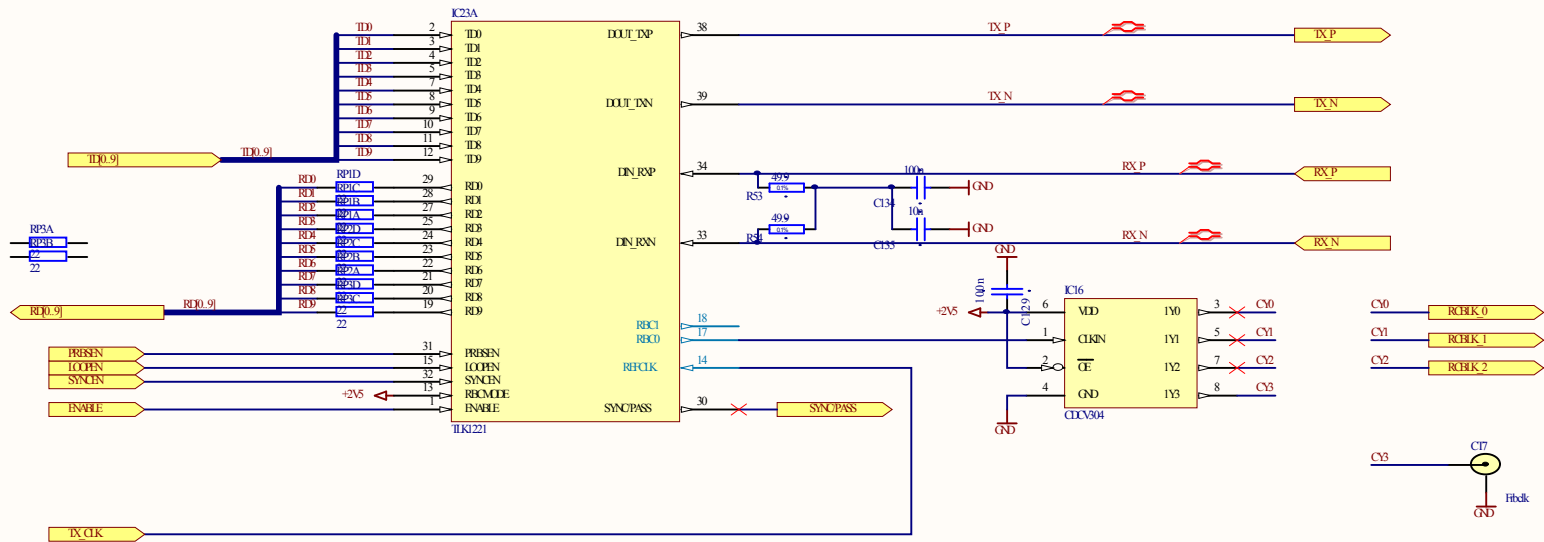 IC23A
TD0 2 TD0 DOUT_TXP 38 TX_P TX_P
TD1 3 TD1
TD2 4 TD2
TD3 5 TD3
TD4 7 TD4
TD5 8 TD5 DOUT_TXN 39 TX_N TX_N
TD6 9 TD6
TD7 10 TD7
TD8 11 TD8
TD[0..9] TD[0..9] TD9 12 TD9
DIN_RXP 34 RX_P RX_P
RP1D 100n
RD0 29 RD0 49.9 GND
RP1C 0.1%
RD1 28 RD1 R53
RP1B C134
RD2 27 RD2 10n
RP1A
RD3 25 RD3 49.9 GND
RP3A RP2D 0.1%
RD4 24 RD4 R54 C135
RP3B RP2C DIN_RXN 33 RX_N RX_N
22 RD5 23 RD5 GND
22 RP2B
RD6 22 RD6
RP2A
RD7 21 RD7 100n
RP3D
RD8 20 RD8 C129 IC16
RP3C
RD[0..9] RD[0..9] RD9 22 19 RD9 +2V5 6 VDD 1Y0 3 CY0 CY0 RCBLK_0
22 RBC1 18
RBC0 17 1 CLKIN 1Y1 5 CY1 CY1 RCBLK_1
PRBSEN 31 PRBSEN
LOOPEN 15 LOOPEN REFCLK 14 2 OE 1Y2 7 CY2 CY2 RCBLK_2
SYNCEN 32 SYNCEN
+2V5 13 RBCMODE 4 GND 1Y3 8 CY3
ENABLE 1 ENABLE SYNC/PASS 30 SYNC/PASS
TLK1221 GND CDCV304
CT7
CY3
Fibclk
GND
TX_CLK